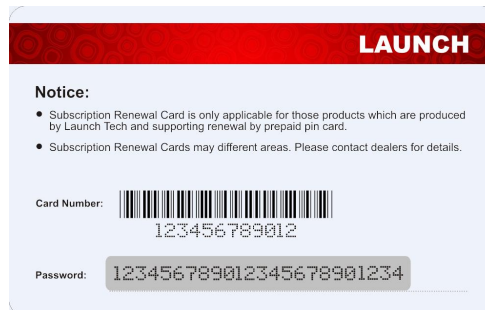 LAUNCH
Notice:
● Subscription Renewal Card is only applicable for those products which are produced
by Launch Tech and supporting renewal by prepaid pin card.
● Subscription Renewal Cards may different areas. Please contact dealers for details.
Card Number:
123456789012
Password: 123456789012345678901234